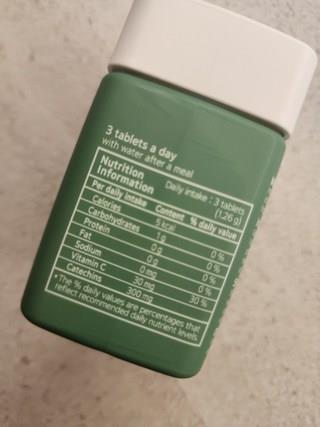 3 tablets a day
with water after a meal
Nutrition Information Daily intake : 3 tablets (1.26 g)
Per daily intake Content % daily value
Calories 5 kcal
Carbohydrates 1 g 0 %
Protein 0 g 0 %
Fat 0 g 0 %
Sodium 0 mg 0 %
Vitamin C 30 mg 30 %
Catechins 300 mg
* The % daily values are percentages that
reflect recommended daily nutrient levels.